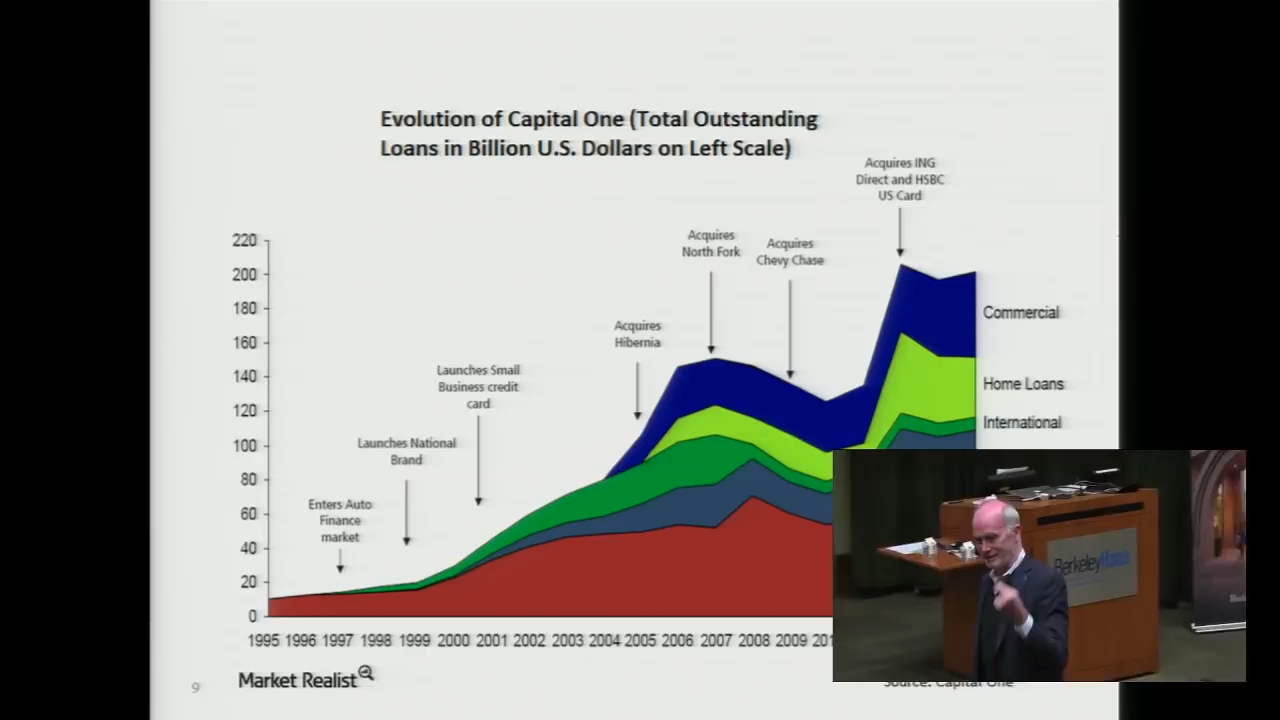 Evolution of Capital One (Total Outstanding
Loans in Billion U.S. Dollars on Left Scale)
Acquires ING
Direct and HSBC
US Card
Acquires
North Fork
Acquires
Chevy Chase
Acquires
Hibernia
Launches Small
Business credit
card
Launches National
Brand
Enters Auto
Finance
market
220
200
180
160
140
120
100
80
60
40
20
0
Commercial
Home Loans
International
1995 1996 1997 1998 1999 2000 2001 2002 2003 2004 2005 2006 2007 2008 2009 201
9
Market Realist
Source: Capital One
BerkeleyHaas